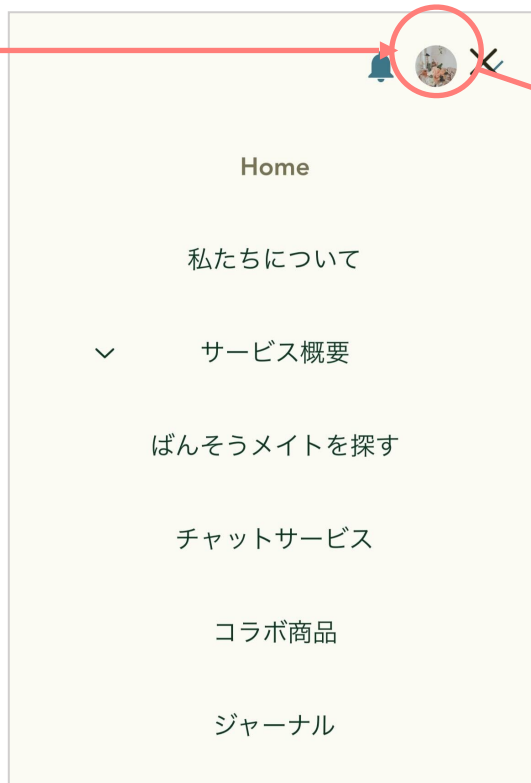 Home
私たちについて
サービス概要
ばんそうメイトを探す
チャットサービス
コラボ商品
ジャーナル